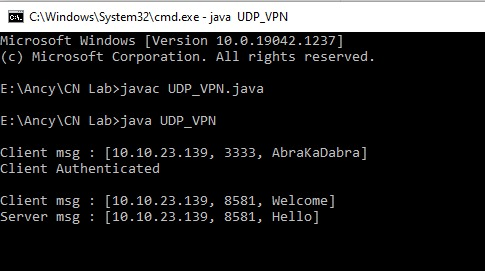 C:\Windows\System32\cmd.exe - java UDP_VPN
Microsoft Windows [Version 10.0.19042.1237]
(c) Microsoft Corporation. All rights reserved.
E:\Ancy\CN Lab>javac UDP_VPN.java
E:\Ancy\CN Lab>java UDP_VPN
Client msg : [10.10.23.139, 3333, AbraKaDabra]
Client Authenticated
Client msg : [10.10.23.139, 8581, Welcome]
Server msg : [10.10.23.139, 8581, Hello]